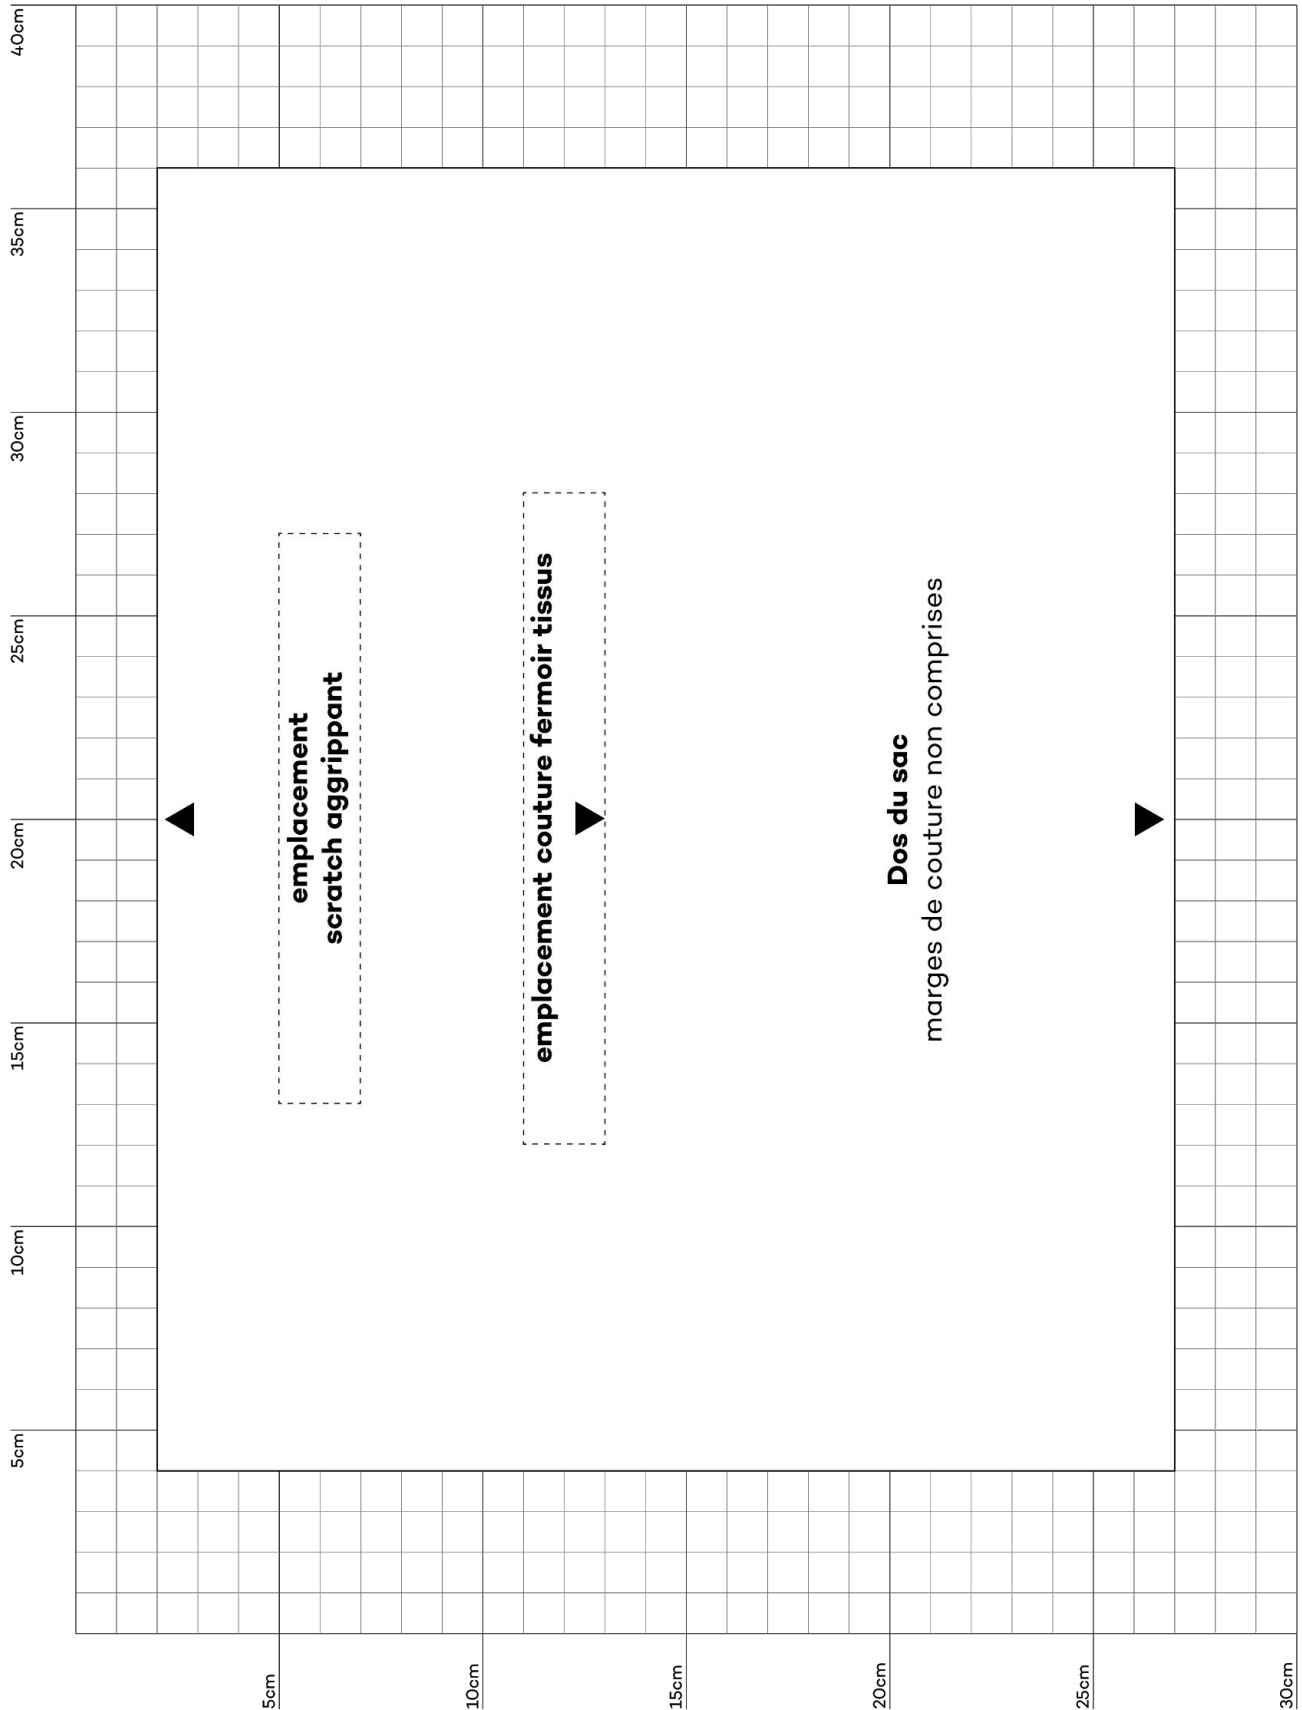 40cm
35cm
30cm
25cm
20cm
15cm
10cm
5cm
emplacement
scratch aggrippant
emplacement couture fermoir tissus
Dos du sac
marges de couture non comprises
5cm
10cm
15cm
20cm
25cm
30cm